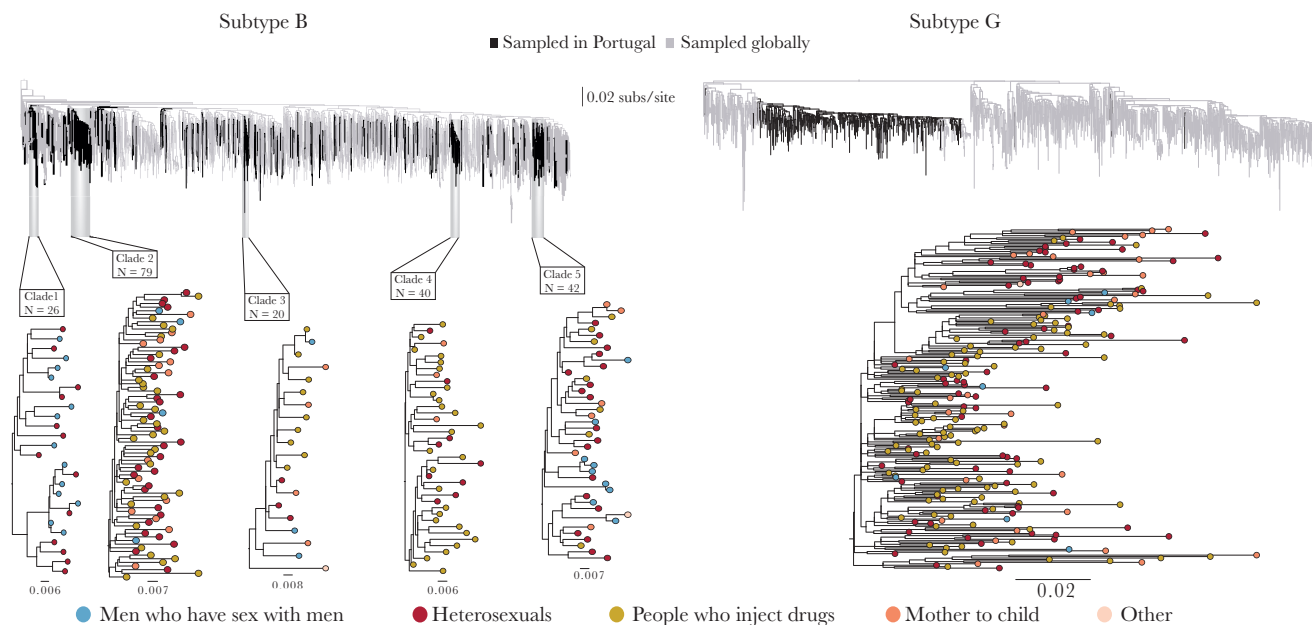 Subtype B
Subtype G
Sampled in Portugal Sampled globally
0.02 subs/site
Clade 2
N = 79
Clade1
N = 26
Clade 3
N = 20
Clade 4
N = 40
Clade 5
N = 42
0.006
0.007
0.008
0.006
0.007
0.02
Men who have sex with men Heterosexuals People who inject drugs Mother to child Other